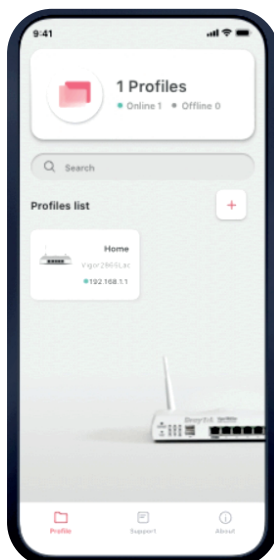 9:41
1 Profiles
Online 1 Offline 0
Search
Profiles list
+
Home
192.168.1.1
Profile
Support
About